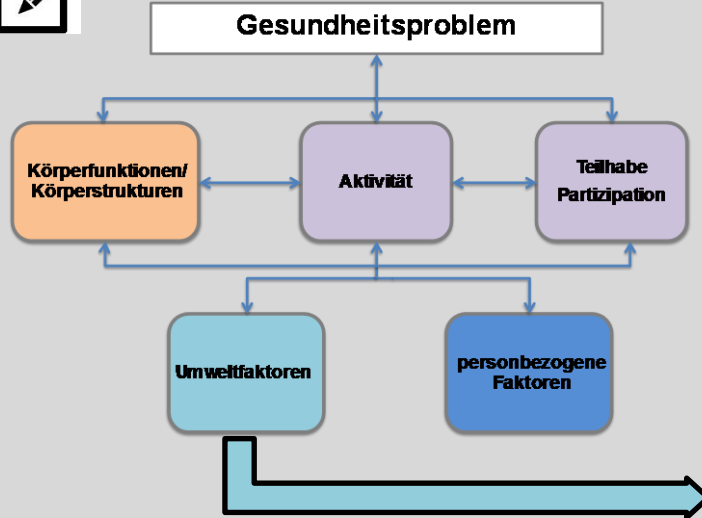 Gesundheitsproblem
Körperfunktionen/
Körperstrukturen
Aktivität
Teilhabe
Partizipation
Umweltfaktoren
personbezogene
Faktoren